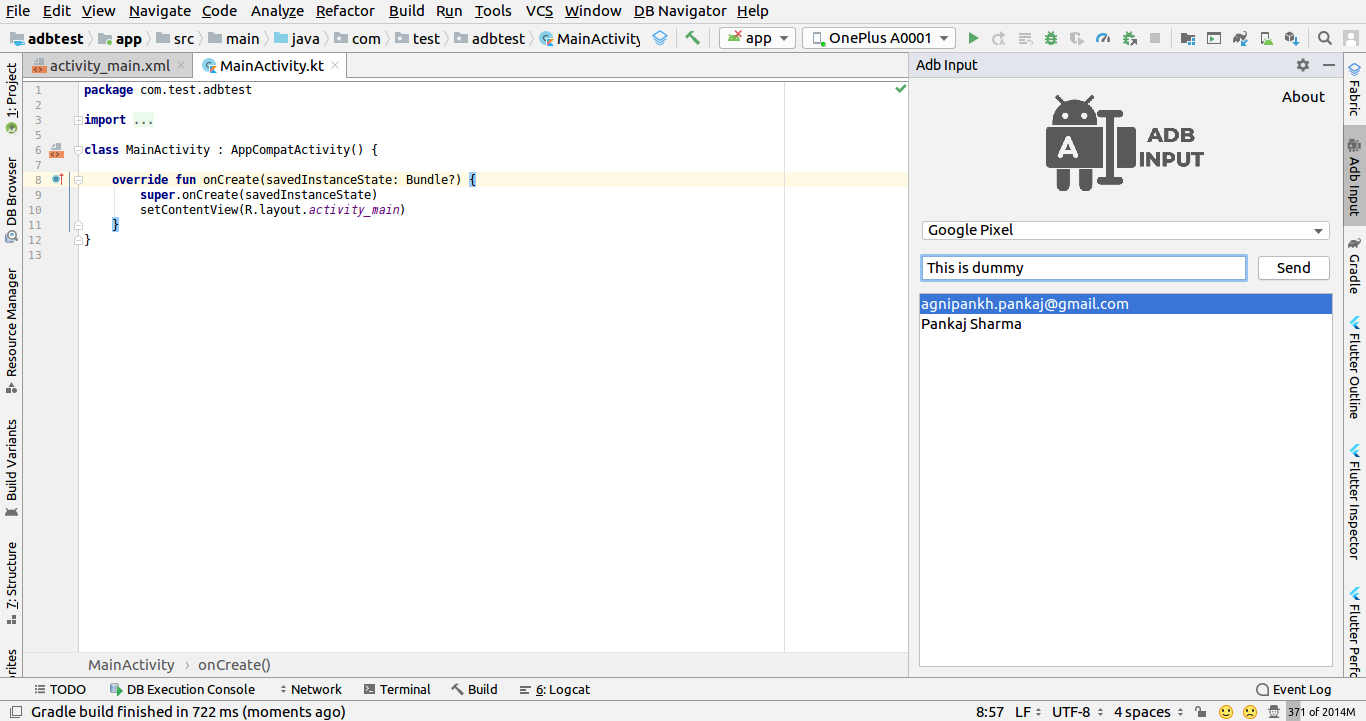 File Edit View Navigate Code Analyze Refactor Build Run Tools VCS Window DB Navigator Help
adbtest app src main java com test adbtest MainActivity app OnePlus A0001
activity_main.xml MainActivity.kt
1 package com.test.adbtest
2
3 import ...
5
6 class MainActivity : AppCompatActivity() {
7
8 override fun onCreate(savedInstanceState: Bundle?) {
9 super.onCreate(savedInstanceState)
10 setContentView(R.layout.activity_main)
11 }
12 }
13
MainActivity › onCreate()
1: Project
DB Browser
Resource Manager
Build Variants
7: Structure
Adb Input
About
A
ADB
INPUT
Google Pixel
This is dummy Send
agnipankh.pankaj@gmail.com
Pankaj Sharma
Fabric
Adb Input
Gradle
Flutter Outline
Flutter Inspector
Flutter Perfo
TODO DB Execution Console Network Terminal Build 6: Logcat Event Log
Gradle build finished in 722 ms (moments ago) 8:57 LF UTF-8 4 spaces 371 of 2014M